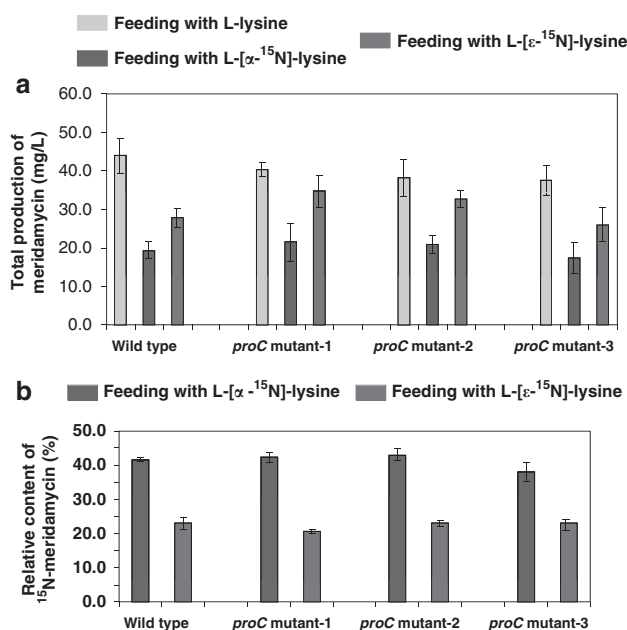 Feeding with L-lysine
Feeding with L-[α-¹⁵N]-lysine
Feeding with L-[ε-¹⁵N]-lysine
a
Total production of
meridamycin (mg/L)
60.0
50.0
40.0
30.0
20.0
10.0
0.0
Wild type
proC mutant-1
proC mutant-2
proC mutant-3
b
Feeding with L-[α -¹⁵N]-lysine
Feeding with L-[ε-¹⁵N]-lysine
Relative content of
¹⁵N-meridamycin (%)
50.0
40.0
30.0
20.0
10.0
0.0
Wild type
proC mutant-1
proC mutant-2
proC mutant-3